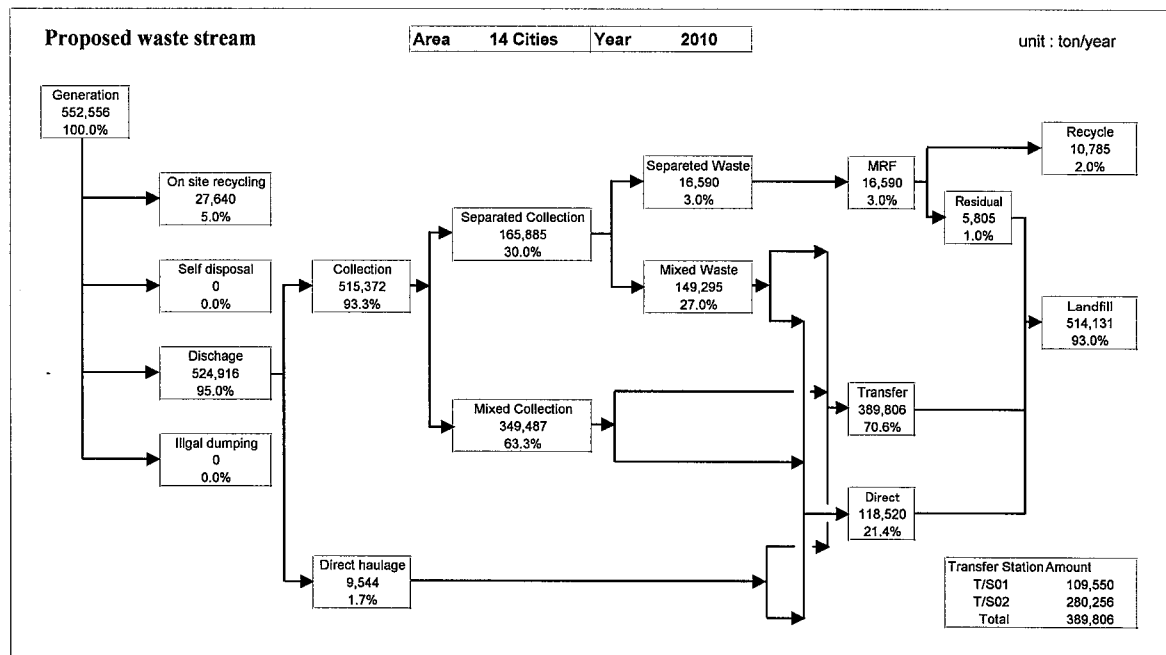 Proposed waste stream
Area 14 Cities Year 2010
unit : ton/year
Generation
552,556
100.0%
On site recycling
27,640
5.0%
Self disposal
0
0.0%
Dischage
524,916
95.0%
Illgal dumping
0
0.0%
Collection
515,372
93.3%
Direct haulage
9,544
1.7%
Separated Collection
165,885
30.0%
Mixed Collection
349,487
63.3%
Separeted Waste
16,590
3.0%
Mixed Waste
149,295
27.0%
MRF
16,590
3.0%
Transfer
389,806
70.6%
Direct
118,520
21.4%
Recycle
10,785
2.0%
Residual
5,805
1.0%
Landfill
514,131
93.0%
Transfer Station Amount
T/S01 109,550
T/S02 280,256
Total 389,806